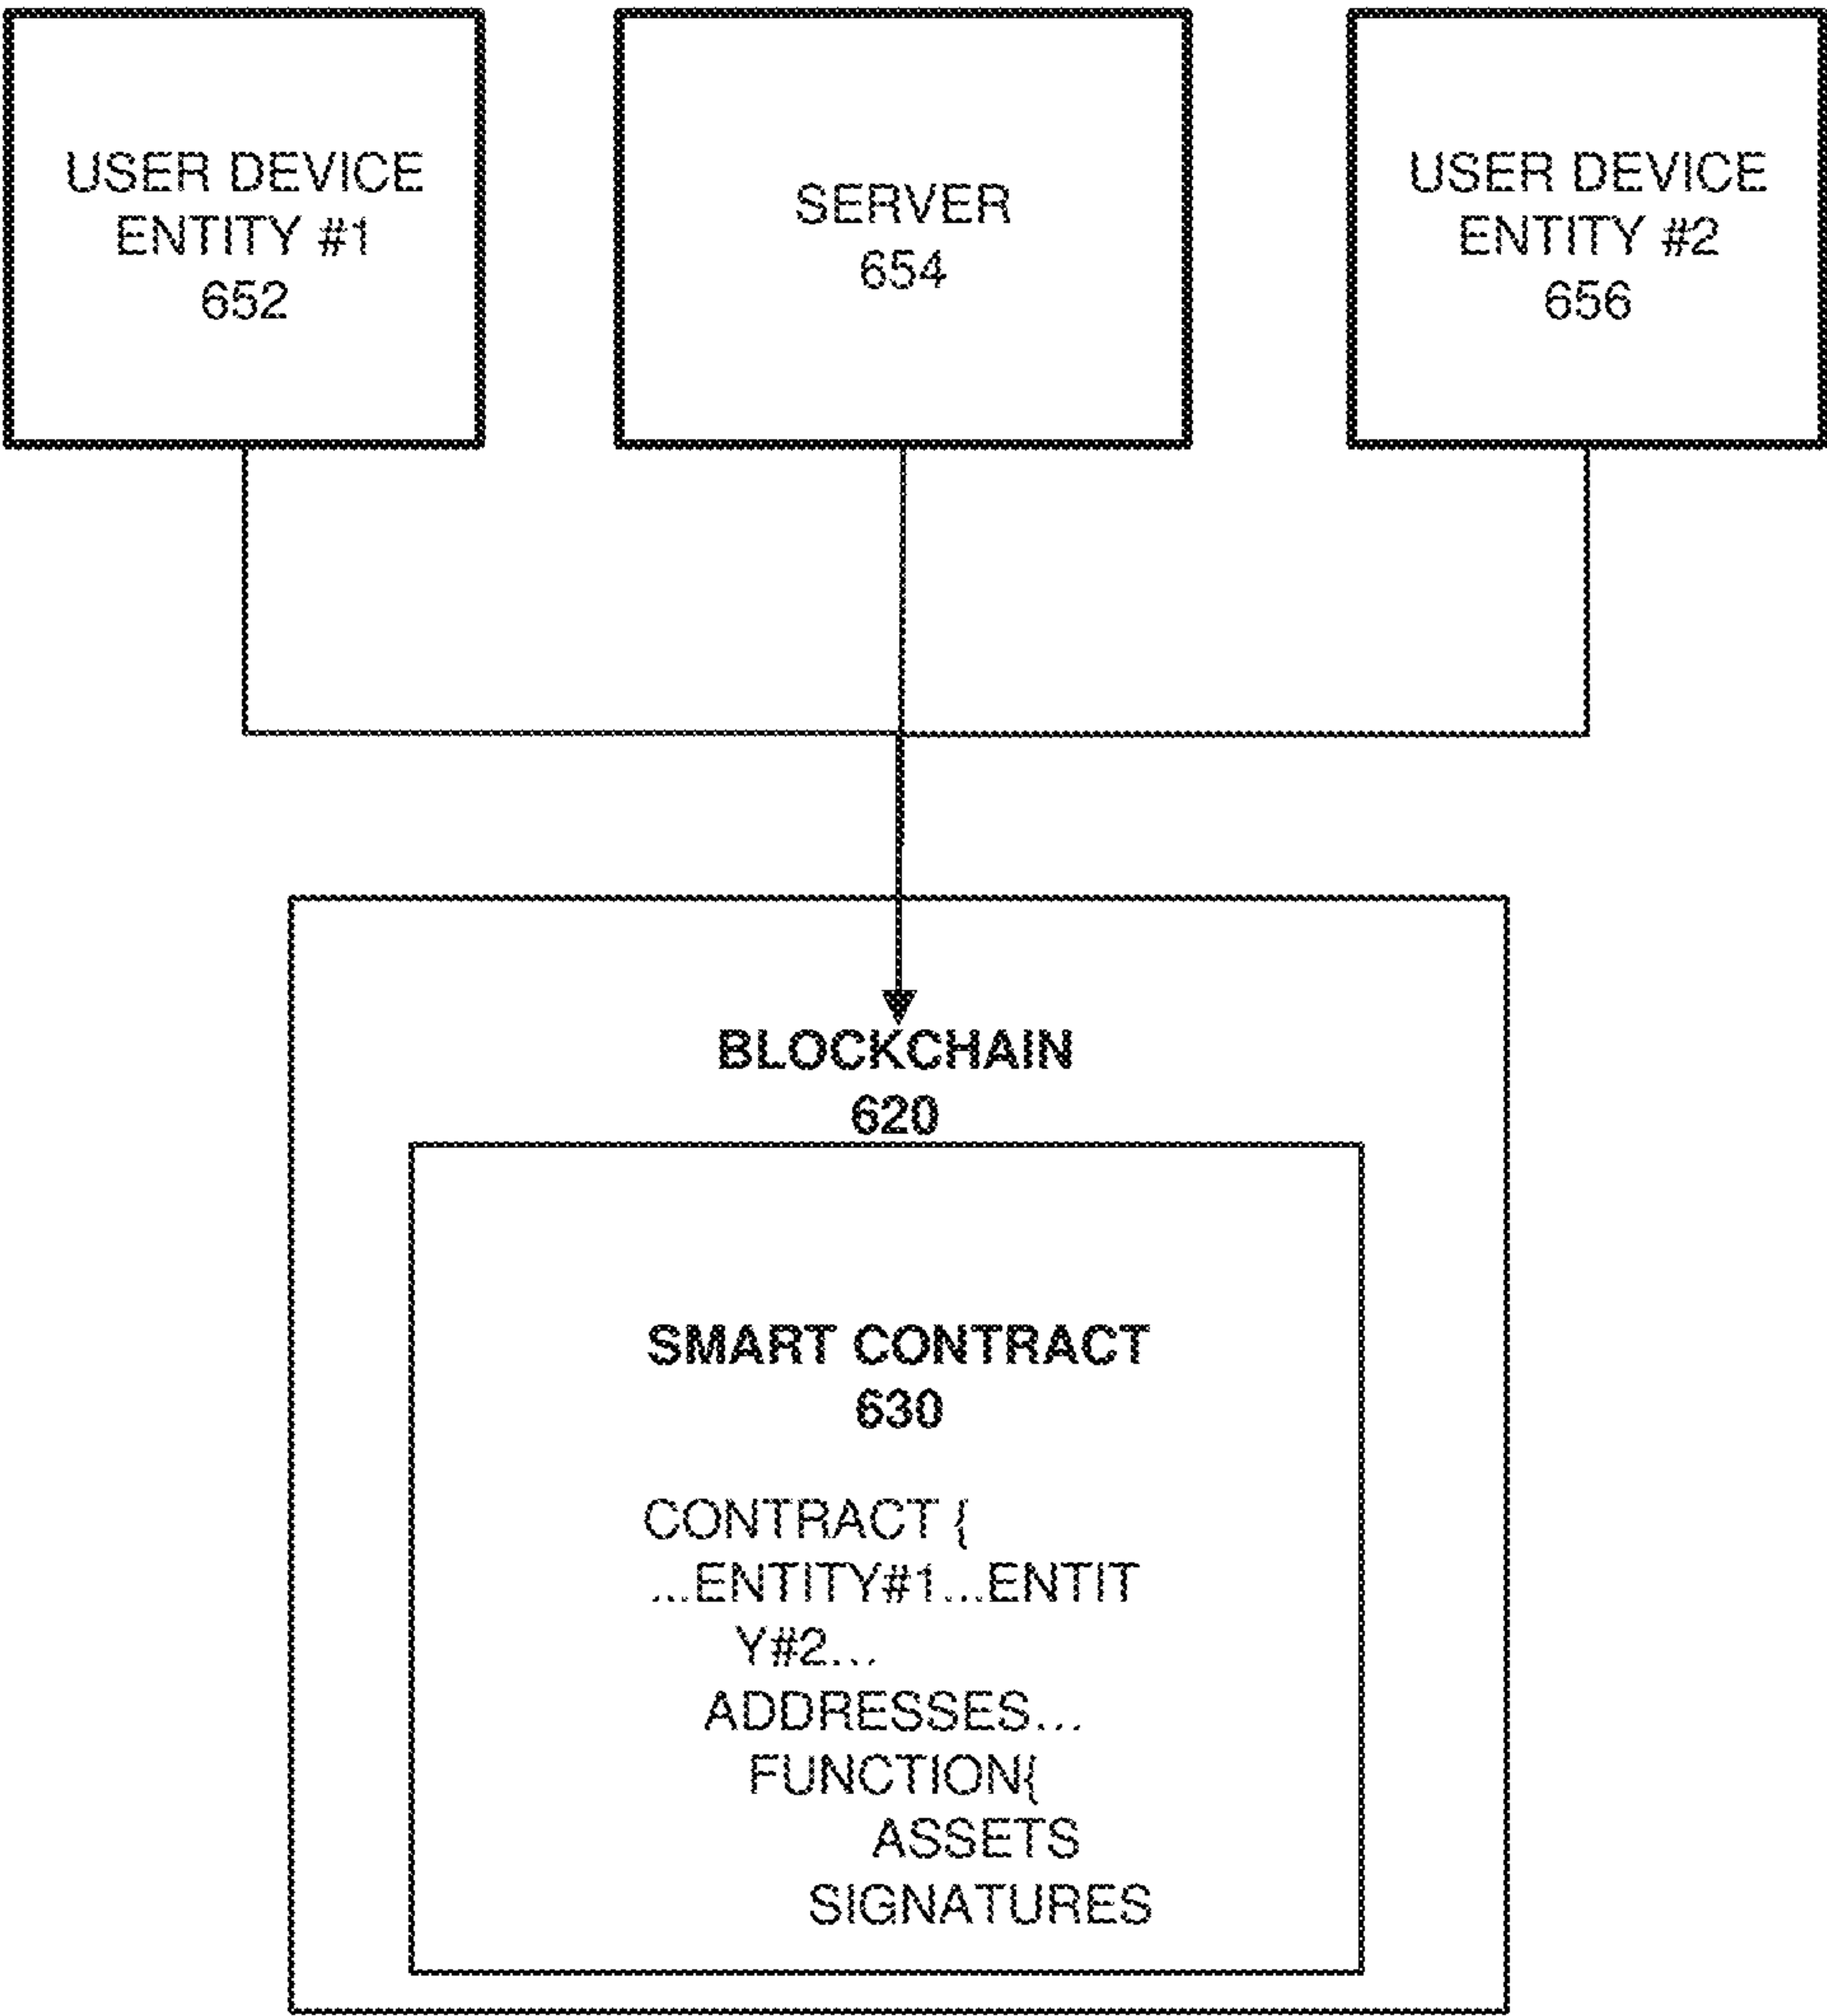 USER DEVICE
ENTITY #1
652
SERVER
654
USER DEVICE
ENTITY #2
656
BLOCKCHAIN
620
SMART CONTRACT
630
CONTRACT {
...ENTITY#1...ENTIT
Y#2...
ADDRESSES...
FUNCTION{
ASSETS
SIGNATURES